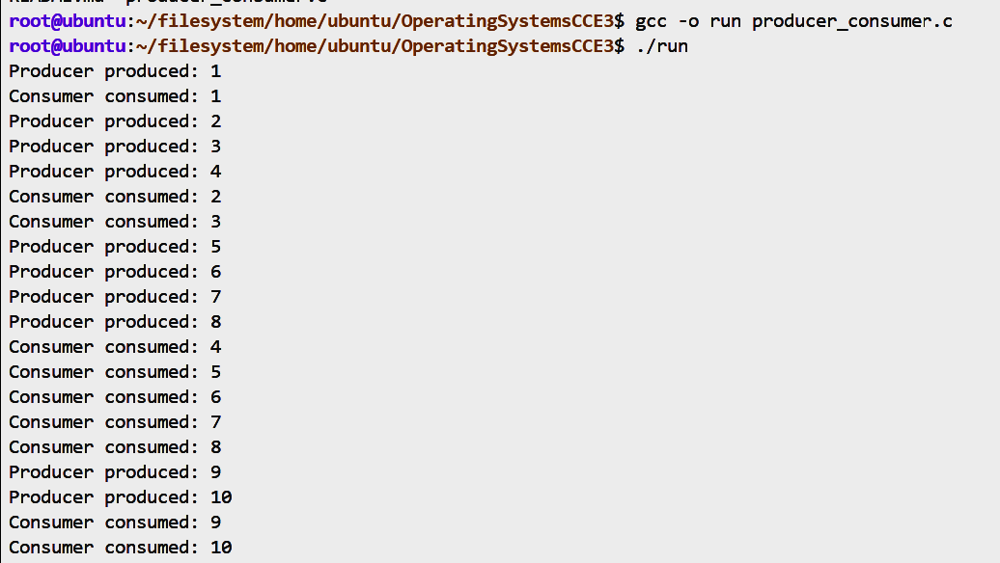 root@ubuntu:~/filesystem/home/ubuntu/OperatingSystemsCCE3$ gcc -o run producer_consumer.c
root@ubuntu:~/filesystem/home/ubuntu/OperatingSystemsCCE3$ ./run
Producer produced: 1
Consumer consumed: 1
Producer produced: 2
Producer produced: 3
Producer produced: 4
Consumer consumed: 2
Consumer consumed: 3
Producer produced: 5
Producer produced: 6
Producer produced: 7
Producer produced: 8
Consumer consumed: 4
Consumer consumed: 5
Consumer consumed: 6
Consumer consumed: 7
Consumer consumed: 8
Producer produced: 9
Producer produced: 10
Consumer consumed: 9
Consumer consumed: 10